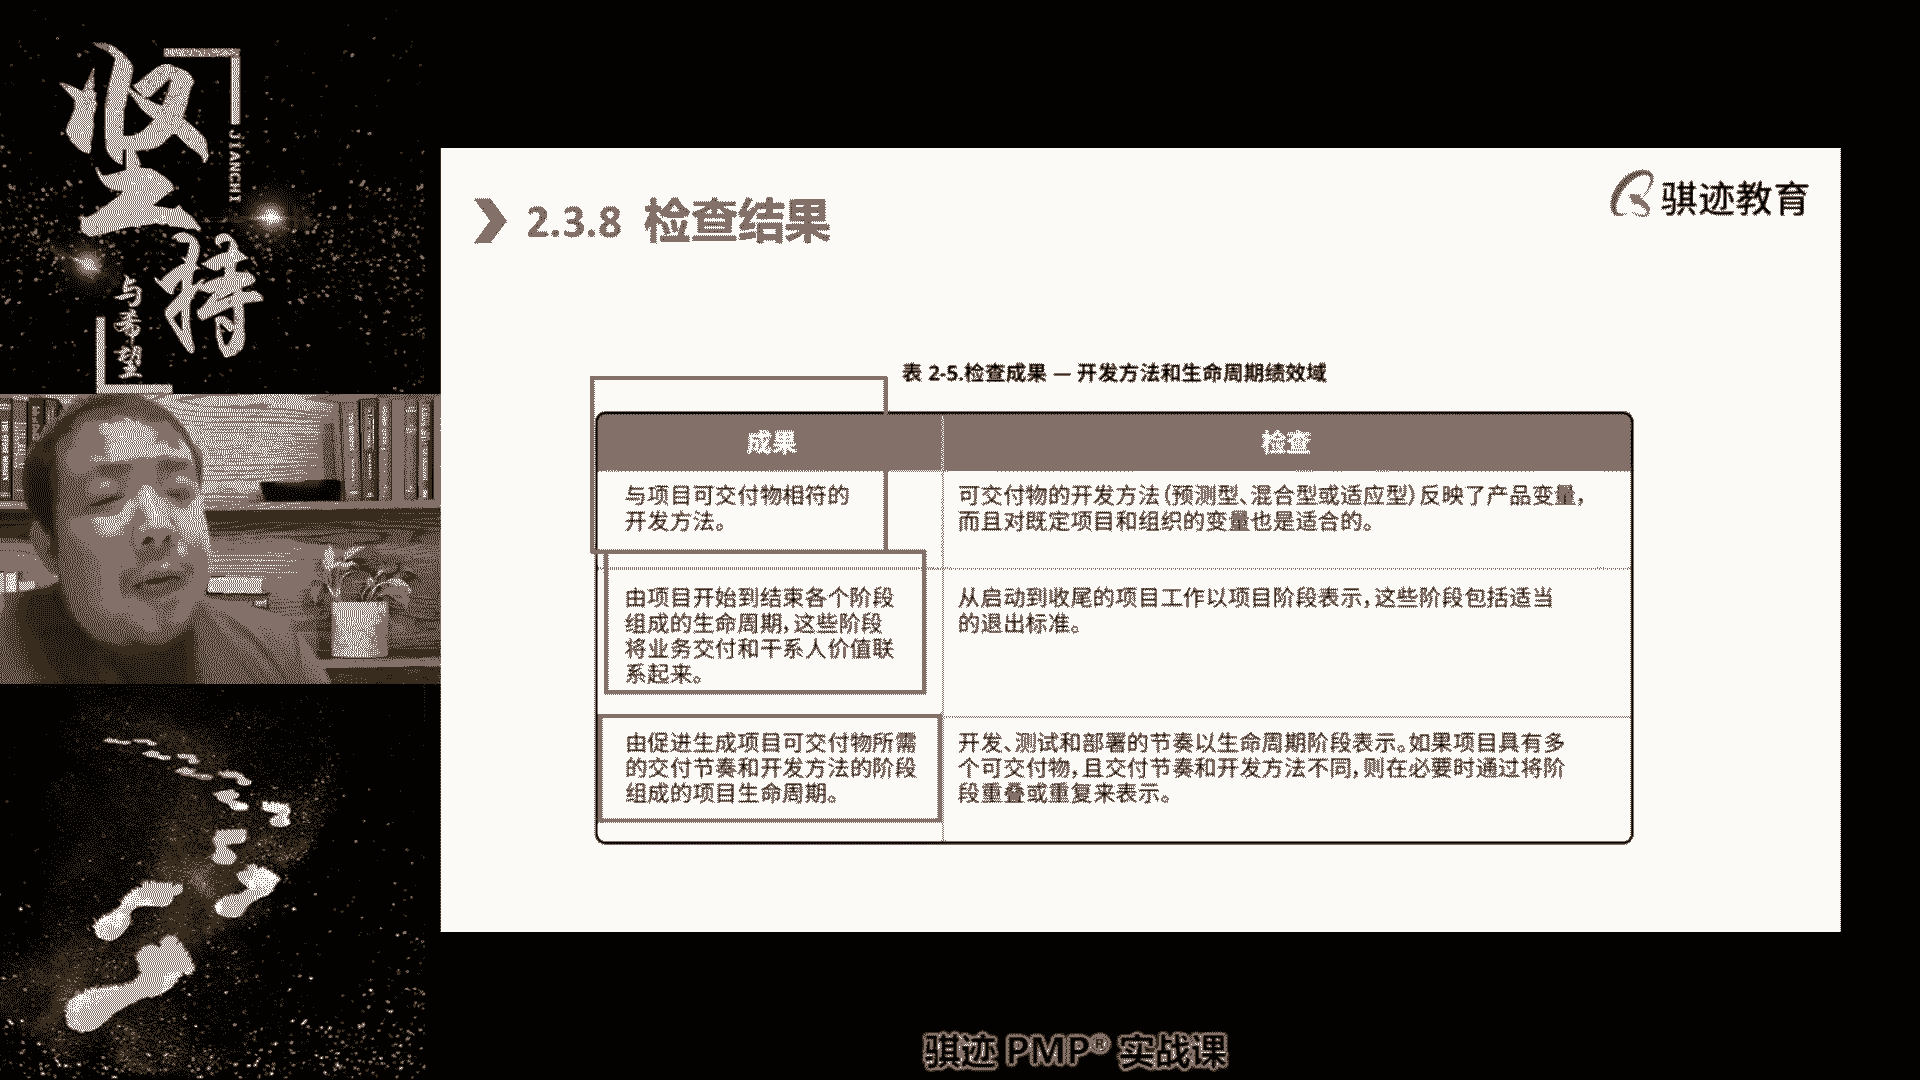 坚持
JIANCHI
与希望
2.3.8 检查结果
骐迹教育
表 2-5.检查成果 — 开发方法和生命周期绩效域
成果
检查
与项目可交付物相符的
开发方法。
可交付物的开发方法（预测型、混合型或适应型）反映了产品变量，
而且对既定项目和组织的变量也是适合的。
由项目开始到结束各个阶段
组成的生命周期，这些阶段
将业务交付和干系人价值联
系起来。
从启动到收尾的项目工作以项目阶段表示，这些阶段包括适当
的退出标准。
由促进生成项目可交付物所需
的交付节奏和开发方法的阶段
组成的项目生命周期。
开发、测试和部署的节奏以生命周期阶段表示。如果项目具有多
个可交付物，且交付节奏和开发方法不同，则在必要时通过将阶
段重叠或重复来表示。
骐迹 PMP® 实战课